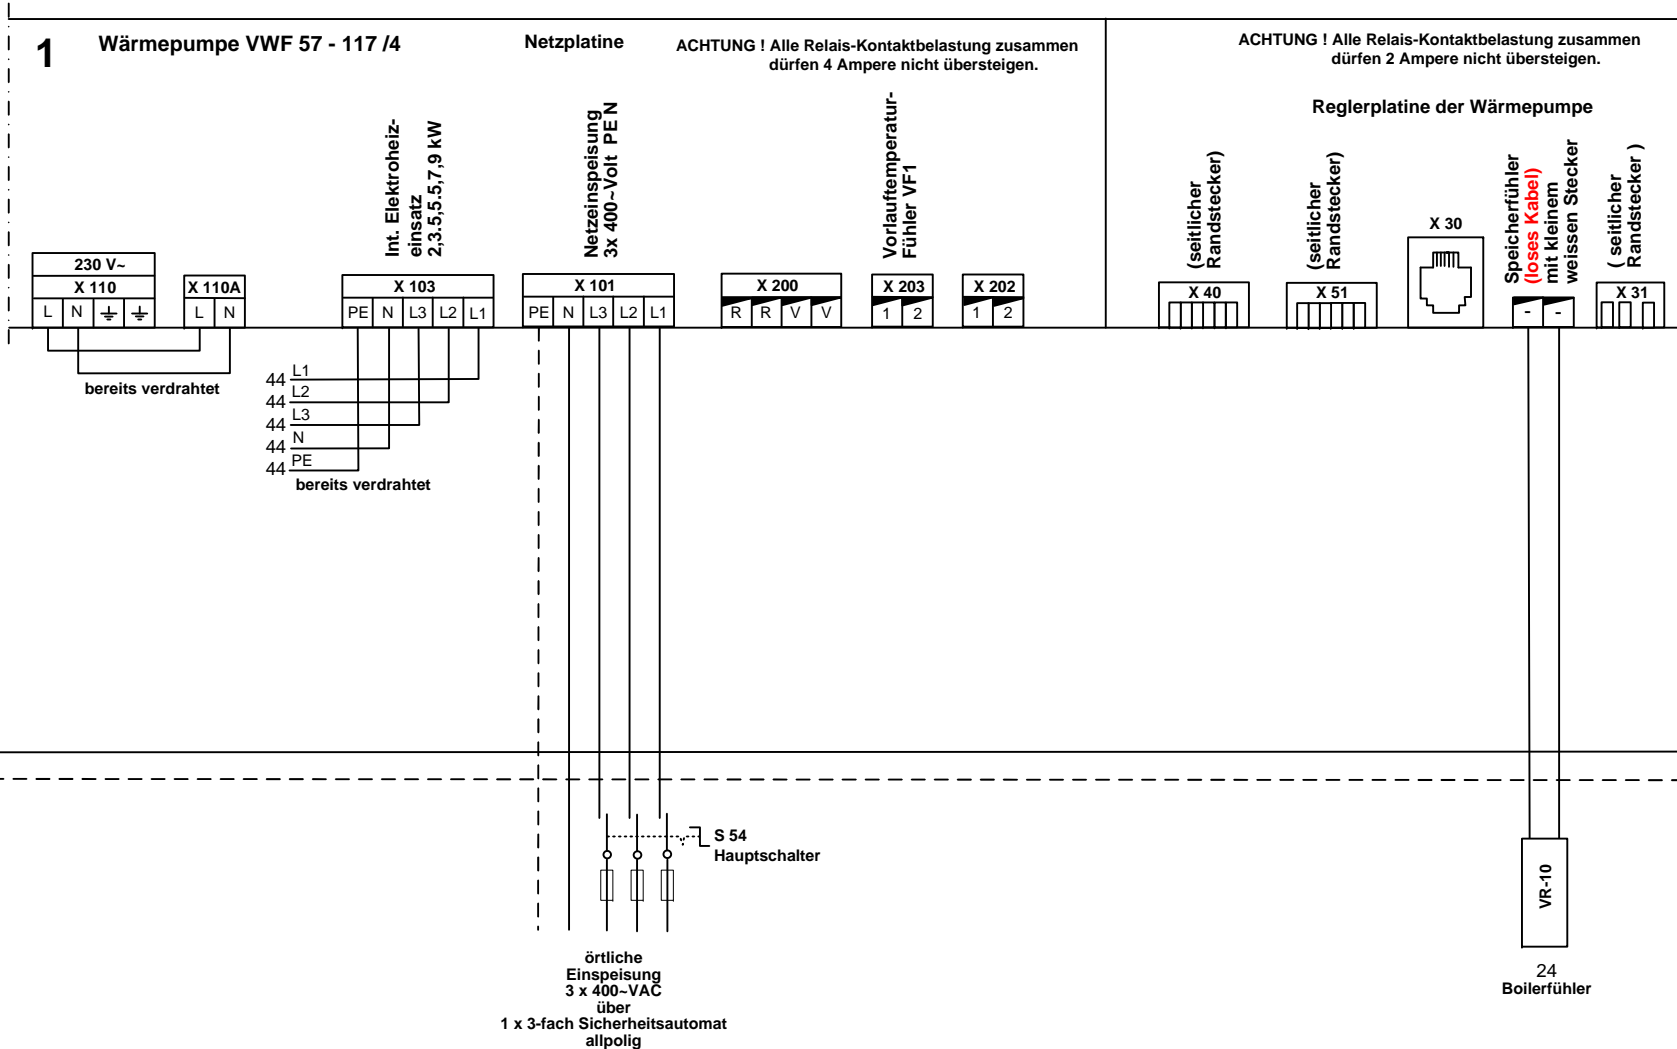 1
Wärmepumpe VWF 57 - 117 /4
Netzplatine
ACHTUNG ! Alle Relais-Kontaktbelastung zusammen
dürfen 4 Ampere nicht übersteigen.
ACHTUNG ! Alle Relais-Kontaktbelastung zusammen
dürfen 2 Ampere nicht übersteigen.
Reglerplatine der Wärmepumpe
Int. Elektroheiz-
einsatz
2,3.5,5.5,7,9 kW
Netzeinspeisung
3x 400~Volt PE N
Vorlauftemperatur-
Fühler VF1
(seitlicher
Randstecker)
(seitlicher
Randstecker)
Speicherfühler
(loses Kabel)
mit kleinem
weissen Stecker
( seitlicher
Randstecker )
230 V~
X 110
L N
X 110A
L N
X 103
PE N L3 L2 L1
X 101
PE N L3 L2 L1
X 200
R R V V
X 203
1 2
X 202
1 2
X 40
X 51
X 30
- -
X 31
bereits verdrahtet
44 L1
44 L2
44 L3
44 N
44 PE
bereits verdrahtet
S 54
Hauptschalter
örtliche
Einspeisung
3 x 400~VAC
über
1 x 3-fach Sicherheitsautomat
allpolig
VR-10
24
Boilerfühler